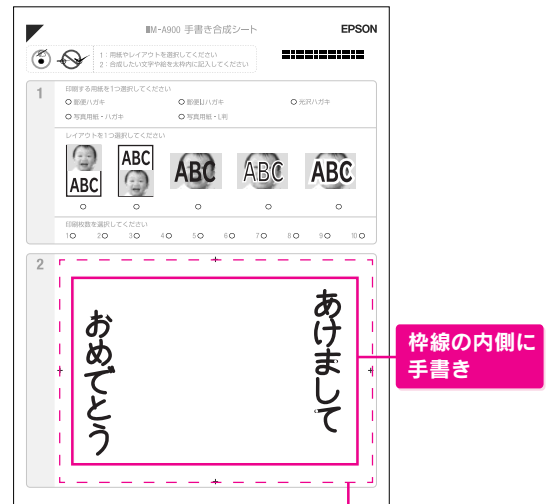 ■M-A900 手書き合成シート
EPSON
1：用紙やレイアウトを選択してください
2：合成したい文字や絵を太枠内に記入してください
1
印刷する用紙を1つ選択してください
郵便ハガキ
郵便IJハガキ
光沢ハガキ
写真用紙・ハガキ
写真用紙・L判
レイアウトを1つ選択してください
ABC
ABC
ABC
ABC
ABC
印刷枚数を選択してください
1 2 3 4 5 6 7 8 9 10
2
あけまして
おめでとう
枠線の内側に
手書き